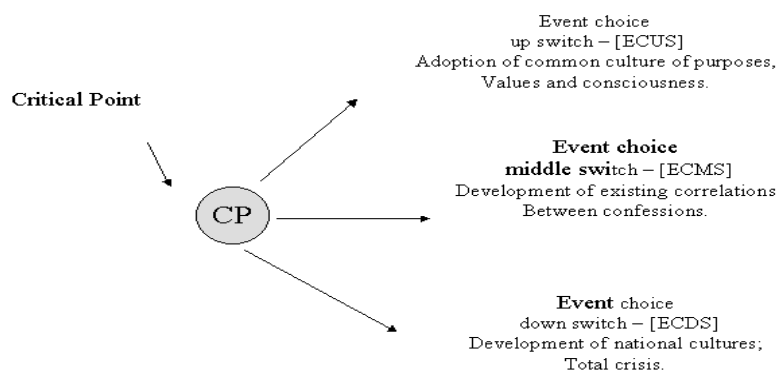 Event choice
up switch – [ECUS]
Adoption of common culture of purposes,
Values and consciousness.
Critical Point
Event choice
middle switch – [ECMS]
Development of existing correlations
Between confessions.
CP
Event choice
down switch – [ECDS]
Development of national cultures;
Total crisis.